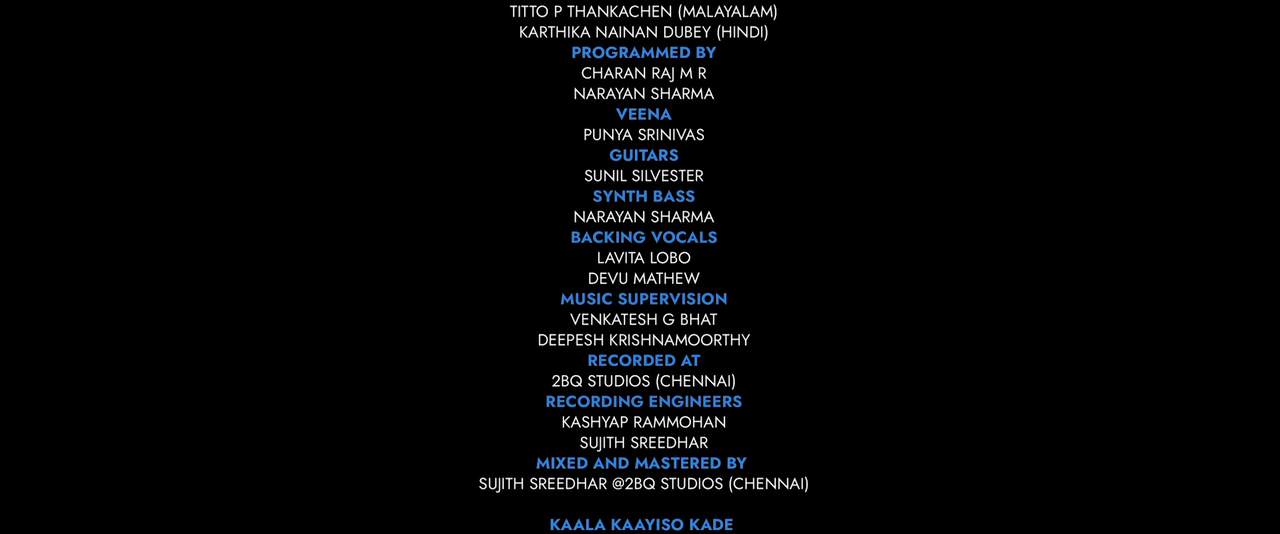 TITTO P THANKACHEN (MALAYALAM)
KARTHIKA NAINAN DUBEY (HINDI)
PROGRAMMED BY
CHARAN RAJ M R
NARAYAN SHARMA
VEENA
PUNYA SRINIVAS
GUITARS
SUNIL SILVESTER
SYNTH BASS
NARAYAN SHARMA
BACKING VOCALS
LAVITA LOBO
DEVU MATHEW
MUSIC SUPERVISION
VENKATESH G BHAT
DEEPESH KRISHNAMOORTHY
RECORDED AT
2BQ STUDIOS (CHENNAI)
RECORDING ENGINEERS
KASHYAP RAMMOHAN
SUJITH SREEDHAR
MIXED AND MASTERED BY
SUJITH SREEDHAR @2BQ STUDIOS (CHENNAI)
KAALA KAAYISO KADE